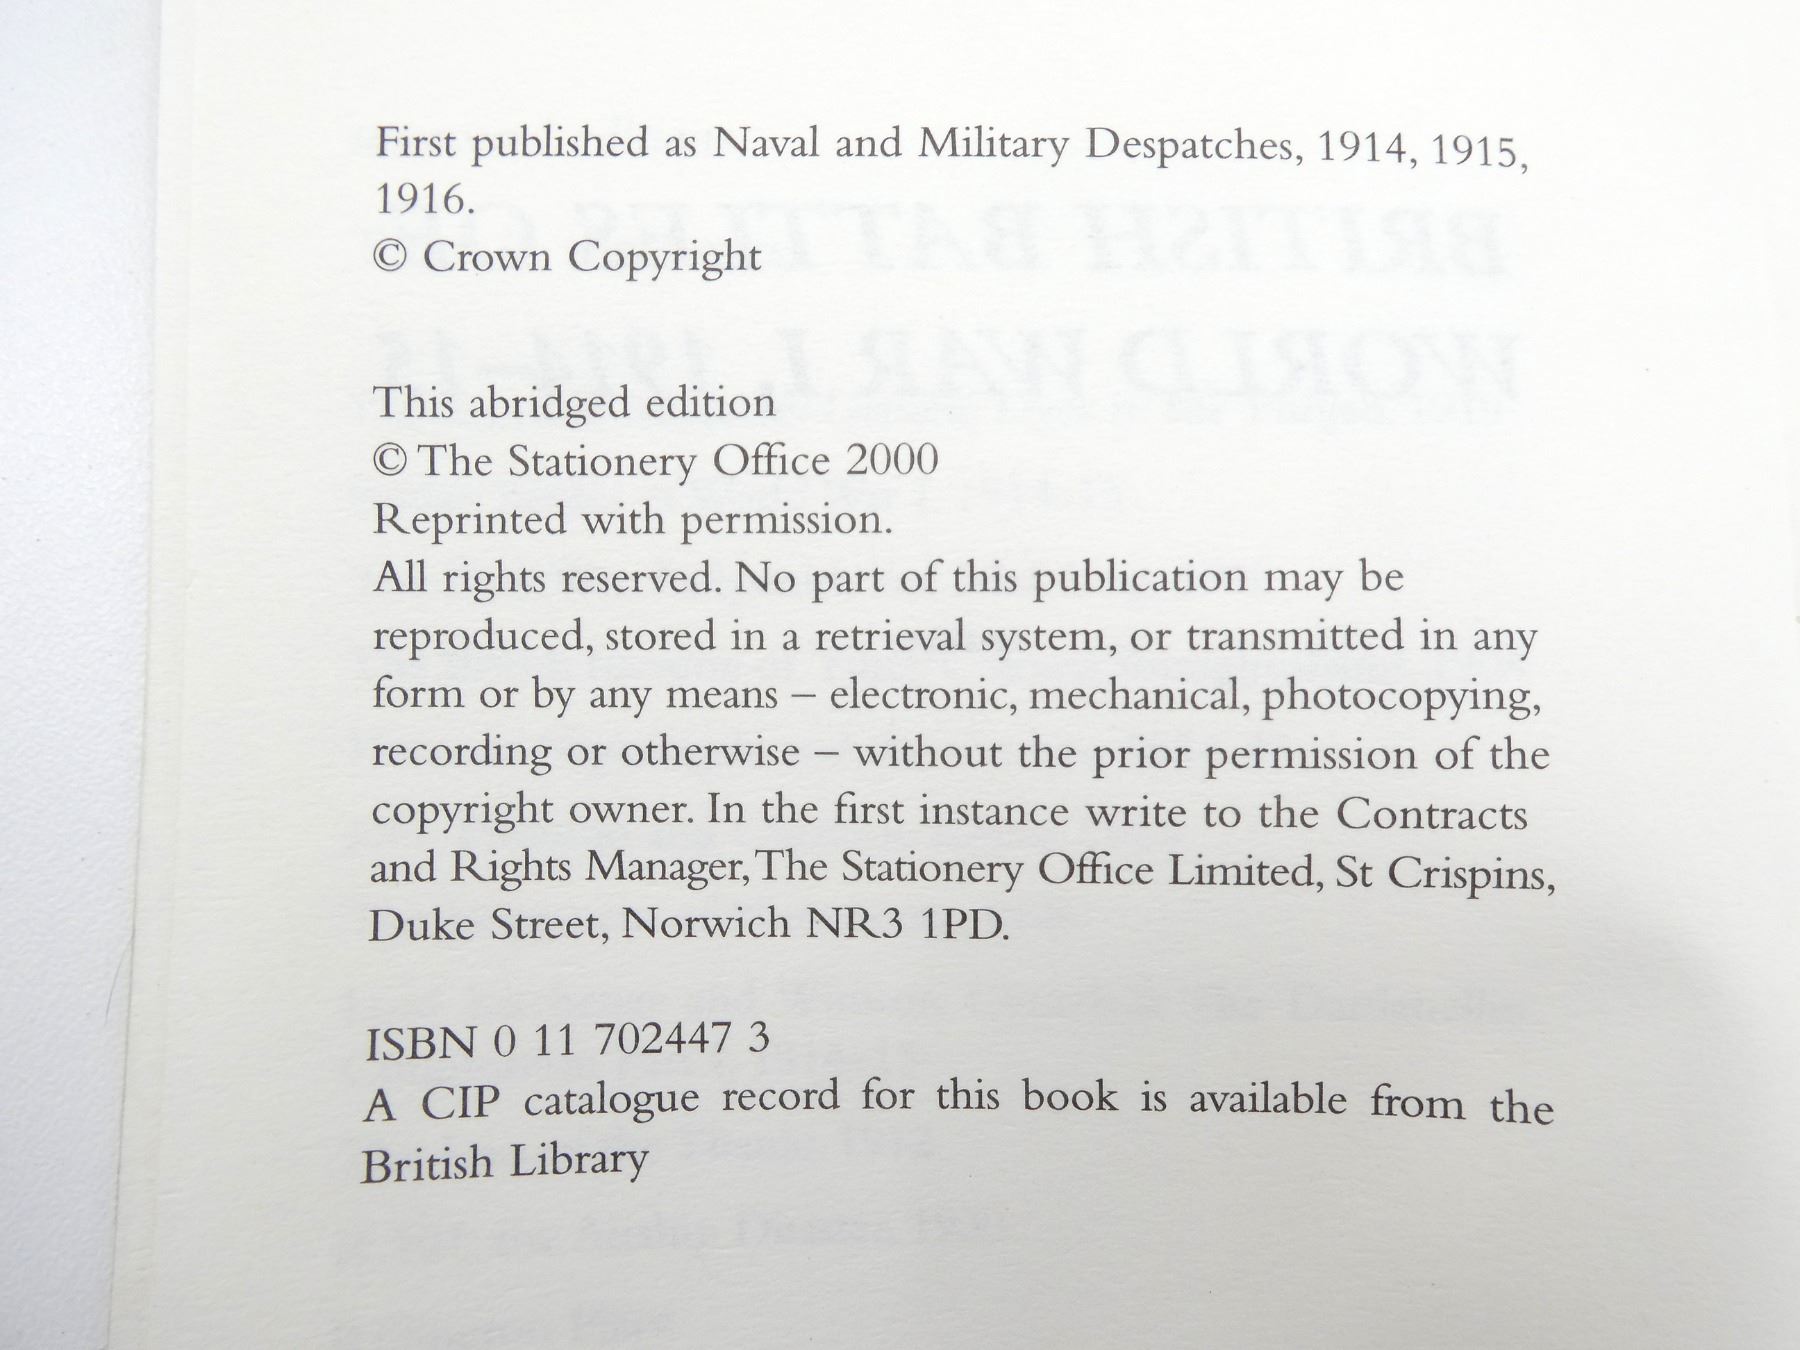 First published as Naval and Military Despatches, 1914, 1915,
1916.
© Crown Copyright
This abridged edition
© The Stationery Office 2000
Reprinted with permission.
All rights reserved. No part of this publication may be
reproduced, stored in a retrieval system, or transmitted in any
form or by any means – electronic, mechanical, photocopying,
recording or otherwise – without the prior permission of the
copyright owner. In the first instance write to the Contracts
and Rights Manager, The Stationery Office Limited, St Crispins,
Duke Street, Norwich NR3 1PD.
ISBN 0 11 702447 3
A CIP catalogue record for this book is available from the
British Library